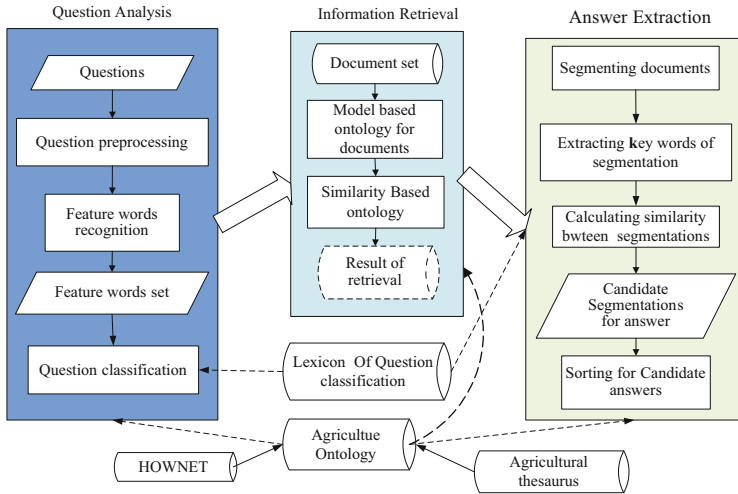 Question Analysis
Questions
Question preprocessing
Feature words
recognition
Feature words set
Question classification
Information Retrieval
Document set
Model based
ontology for
documents
Similarity Based
ontology
Result of
retrieval
Answer Extraction
Segmenting documents
Extracting key words of
segmentation
Calculating similarity
bwteen segmentations
Candidate
Segmentations
for answer
Sorting for Candidate
answers
Lexicon Of Question
classification
Agricultue
Ontology
HOWNET
Agricultural
thesaurus